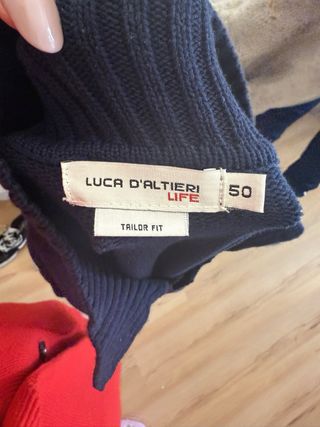 LUCA D'ALTIERI
LIFE
50
TAILOR FIT